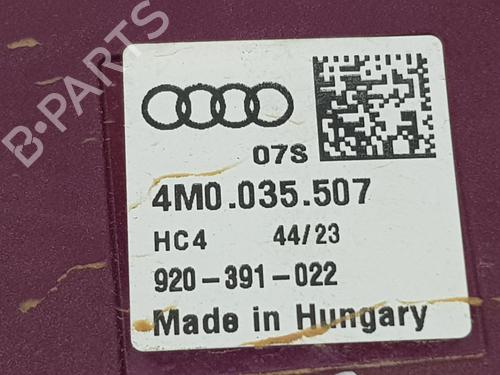 B-PARTS
07S
4M0.035.507
HC4 44/23
920-391-022
Made in Hungary